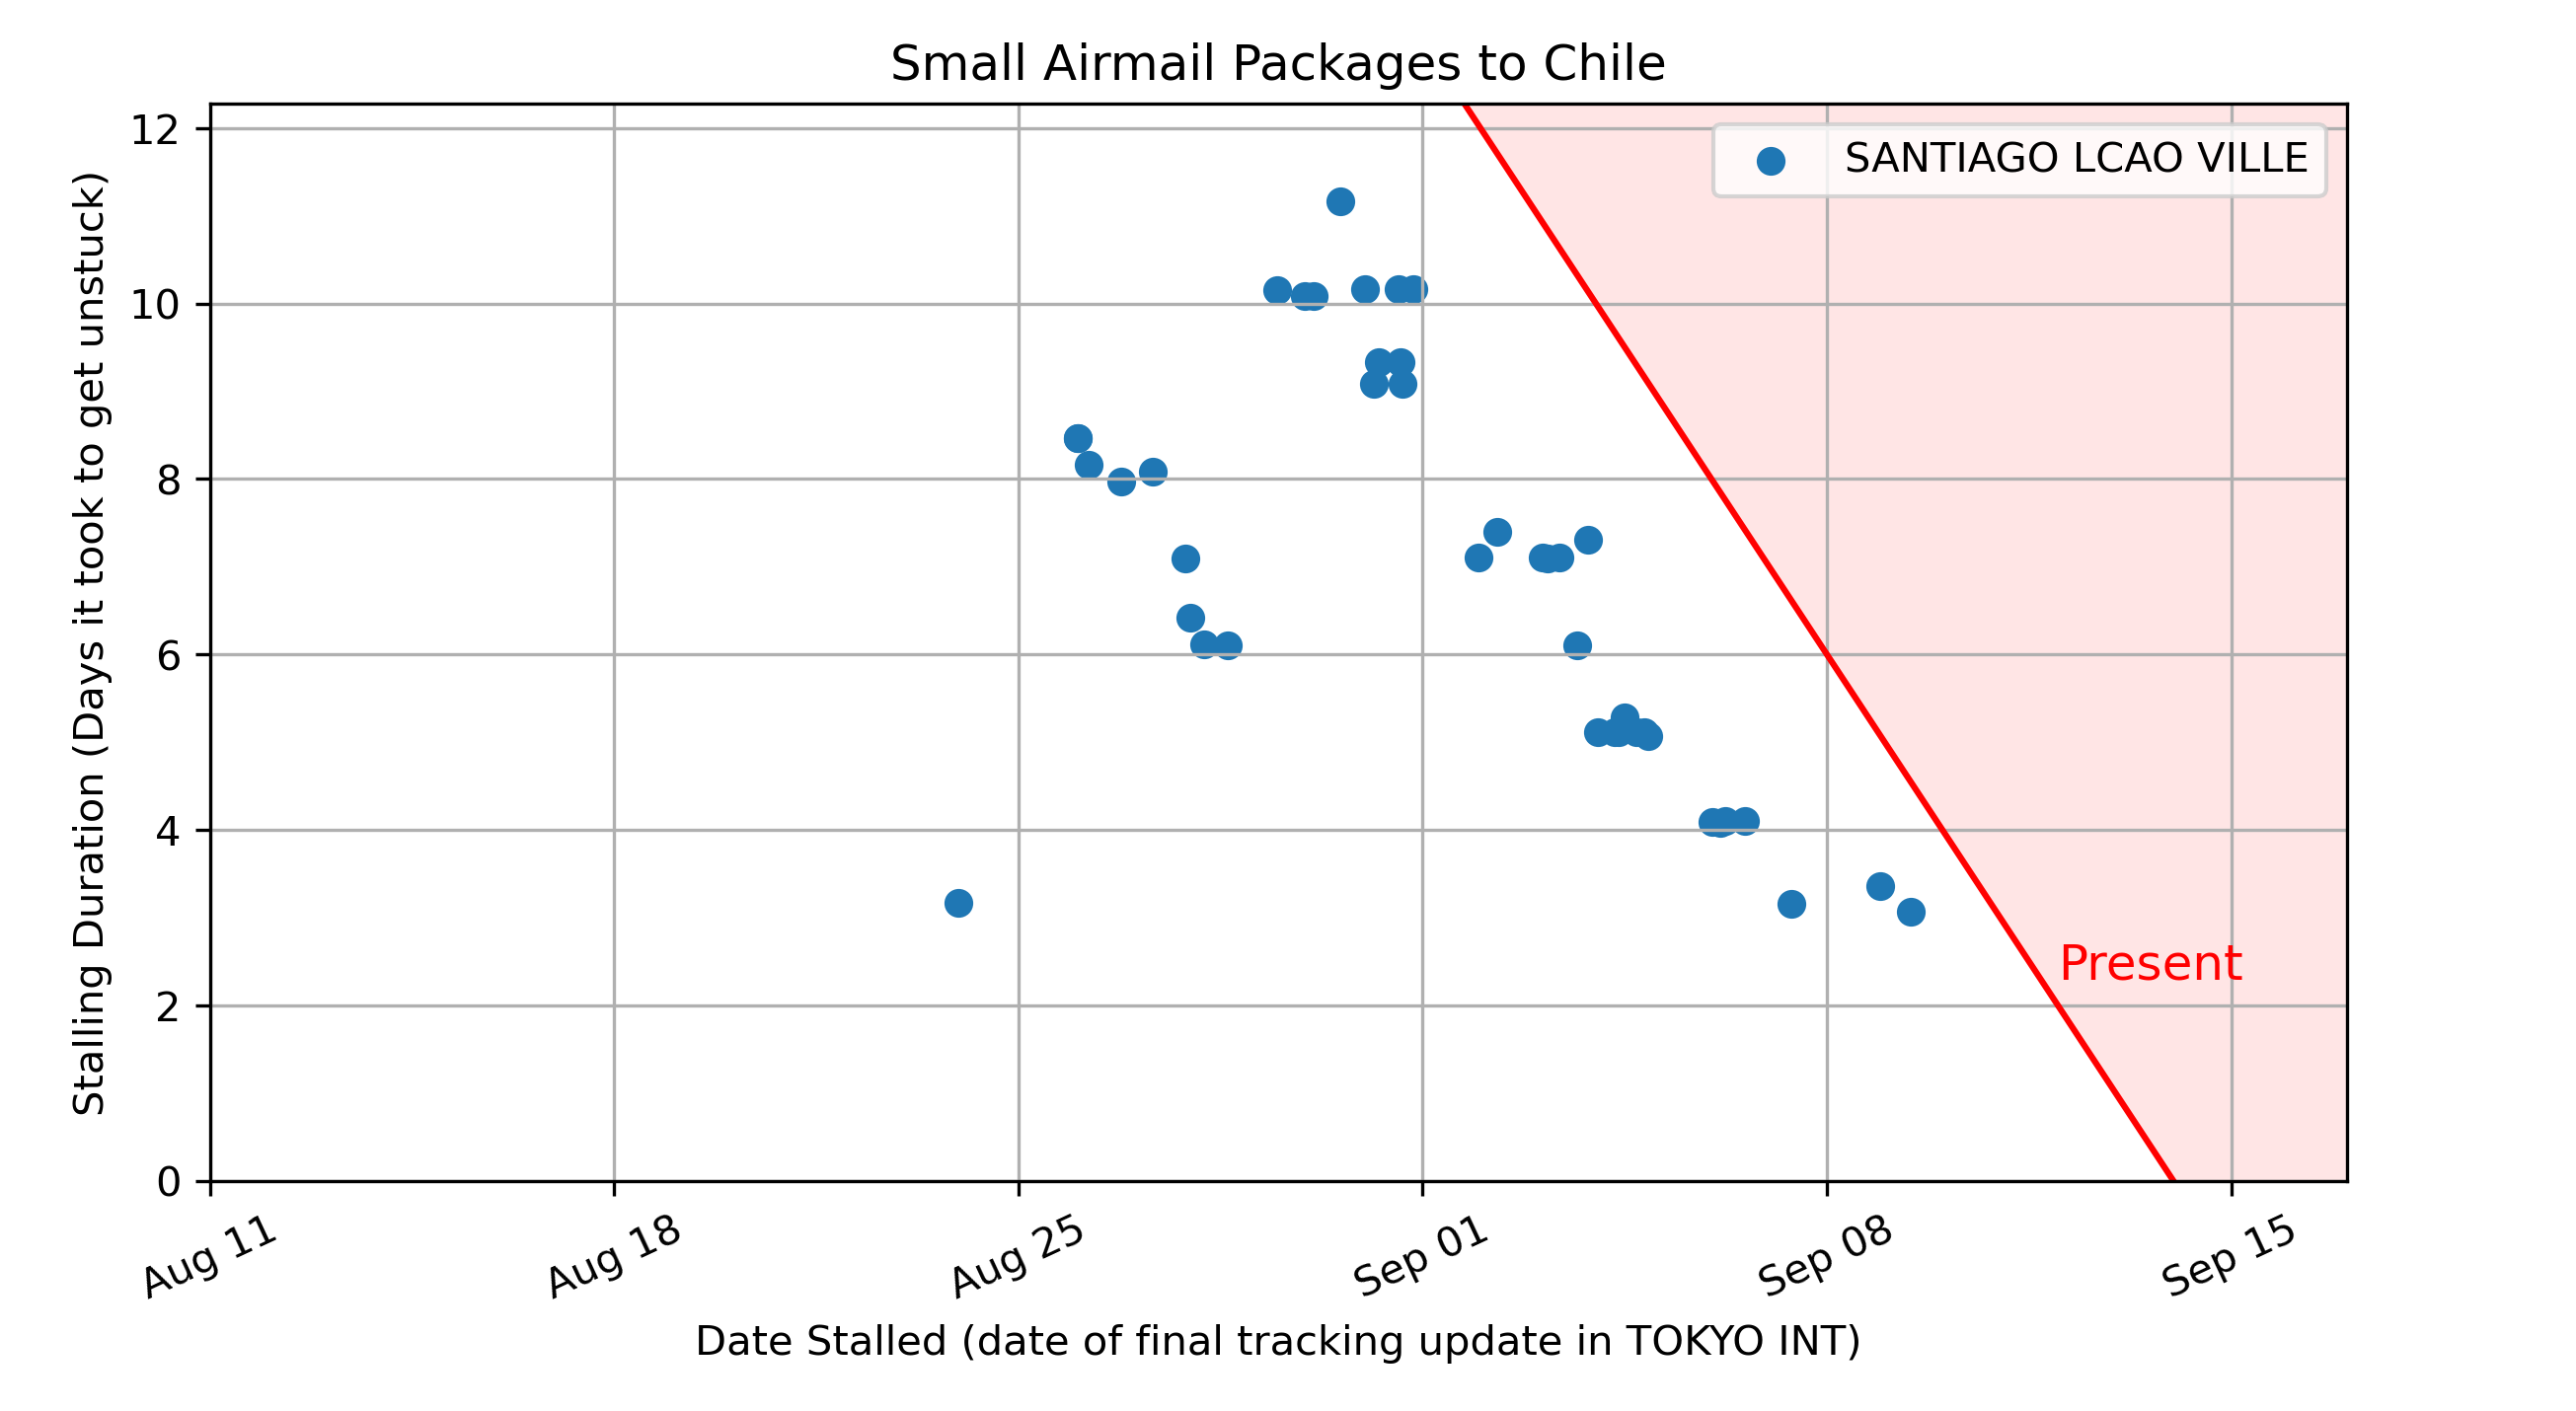 Small Airmail Packages to Chile
SANTIAGO LCAO VILLE
Stalling Duration (Days it took to get unstuck)
12
10
8
6
4
2
0
Present
Aug 11
Aug 18
Aug 25
Sep 01
Sep 08
Sep 15
Date Stalled (date of final tracking update in TOKYO INT)